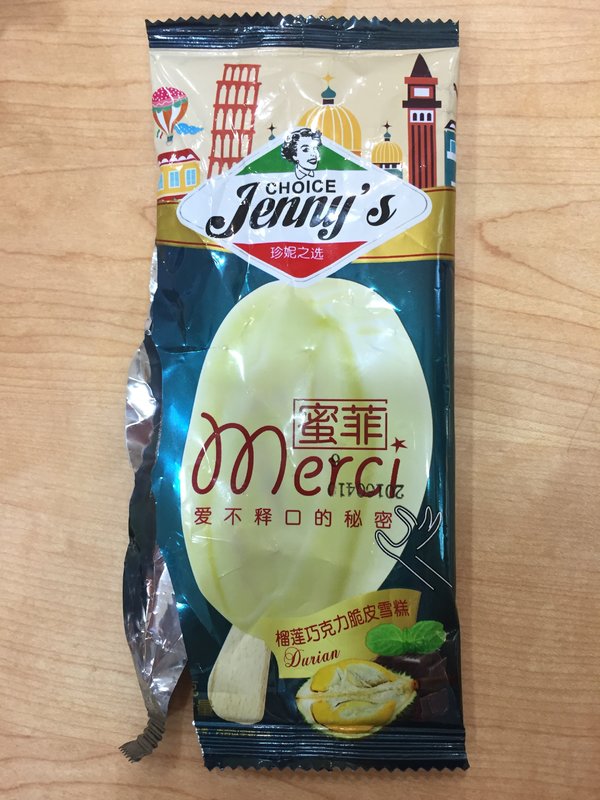 CHOICE
Jenny's
珍妮之选
蜜菲
Merci
爱不释口的秘密
榴莲巧克力脆皮雪糕
Durian